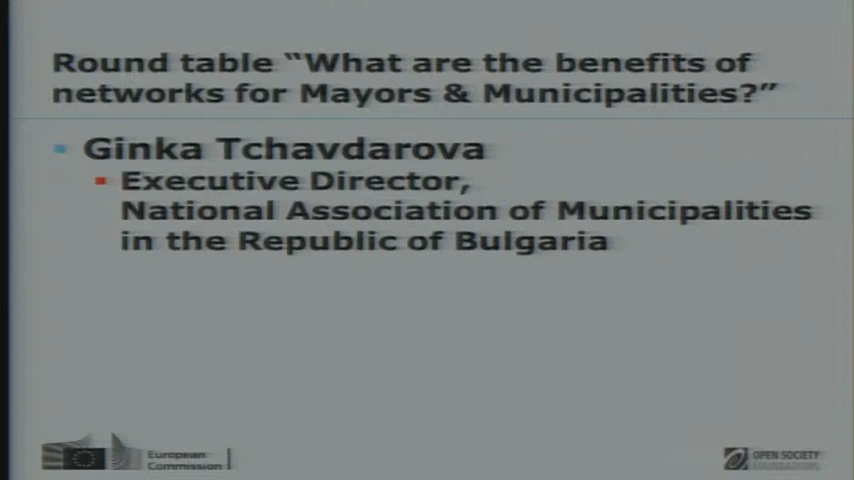 Round table “What are the benefits of
networks for Mayors & Municipalities?”
Ginka Tchavdarova
Executive Director,
National Association of Municipalities
in the Republic of Bulgaria
European
Commission
OPEN SOCIETY
FOUNDATIONS